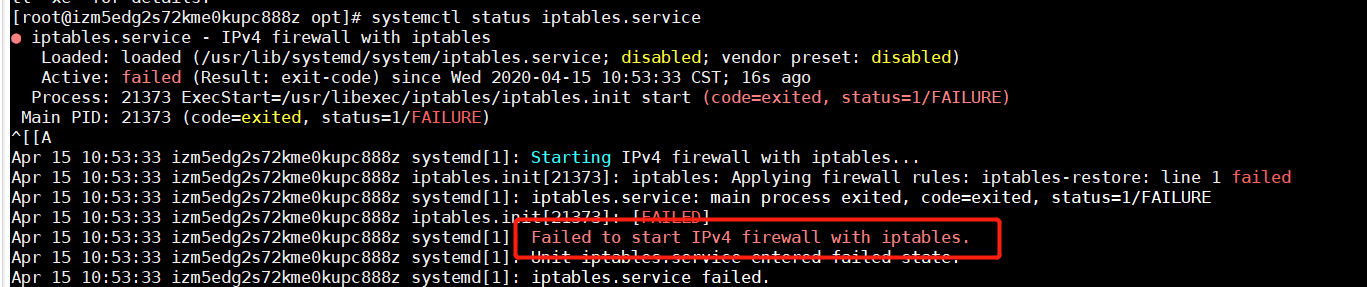 [root@izm5edg2s72kme0kupc888z opt]# systemctl status iptables.service
● iptables.service - IPv4 firewall with iptables
Loaded: loaded (/usr/lib/systemd/system/iptables.service; disabled; vendor preset: disabled)
Active: failed (Result: exit-code) since Wed 2020-04-15 10:53:33 CST; 16s ago
Process: 21373 ExecStart=/usr/libexec/iptables/iptables.init start (code=exited, status=1/FAILURE)
Main PID: 21373 (code=exited, status=1/FAILURE)
^[[A
Apr 15 10:53:33 izm5edg2s72kme0kupc888z systemd[1]: Starting IPv4 firewall with iptables...
Apr 15 10:53:33 izm5edg2s72kme0kupc888z iptables.init[21373]: iptables: Applying firewall rules: iptables-restore: line 1 failed
Apr 15 10:53:33 izm5edg2s72kme0kupc888z systemd[1]: iptables.service: main process exited, code=exited, status=1/FAILURE
Apr 15 10:53:33 izm5edg2s72kme0kupc888z iptables.init[21373]: [FAILED]
Apr 15 10:53:33 izm5edg2s72kme0kupc888z systemd[1]: Failed to start IPv4 firewall with iptables.
Apr 15 10:53:33 izm5edg2s72kme0kupc888z systemd[1]: Unit iptables.service entered failed state.
Apr 15 10:53:33 izm5edg2s72kme0kupc888z systemd[1]: iptables.service failed.